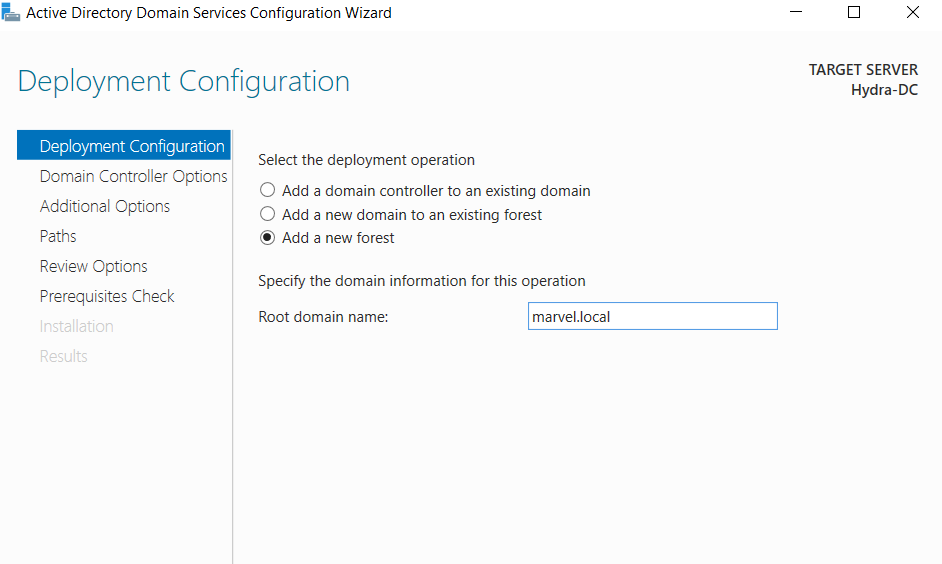 Active Directory Domain Services Configuration Wizard
Deployment Configuration
TARGET SERVER
Hydra-DC
Deployment Configuration
Domain Controller Options
Additional Options
Paths
Review Options
Prerequisites Check
Installation
Results
Select the deployment operation
Add a domain controller to an existing domain
Add a new domain to an existing forest
Add a new forest
Specify the domain information for this operation
Root domain name: marvel.local